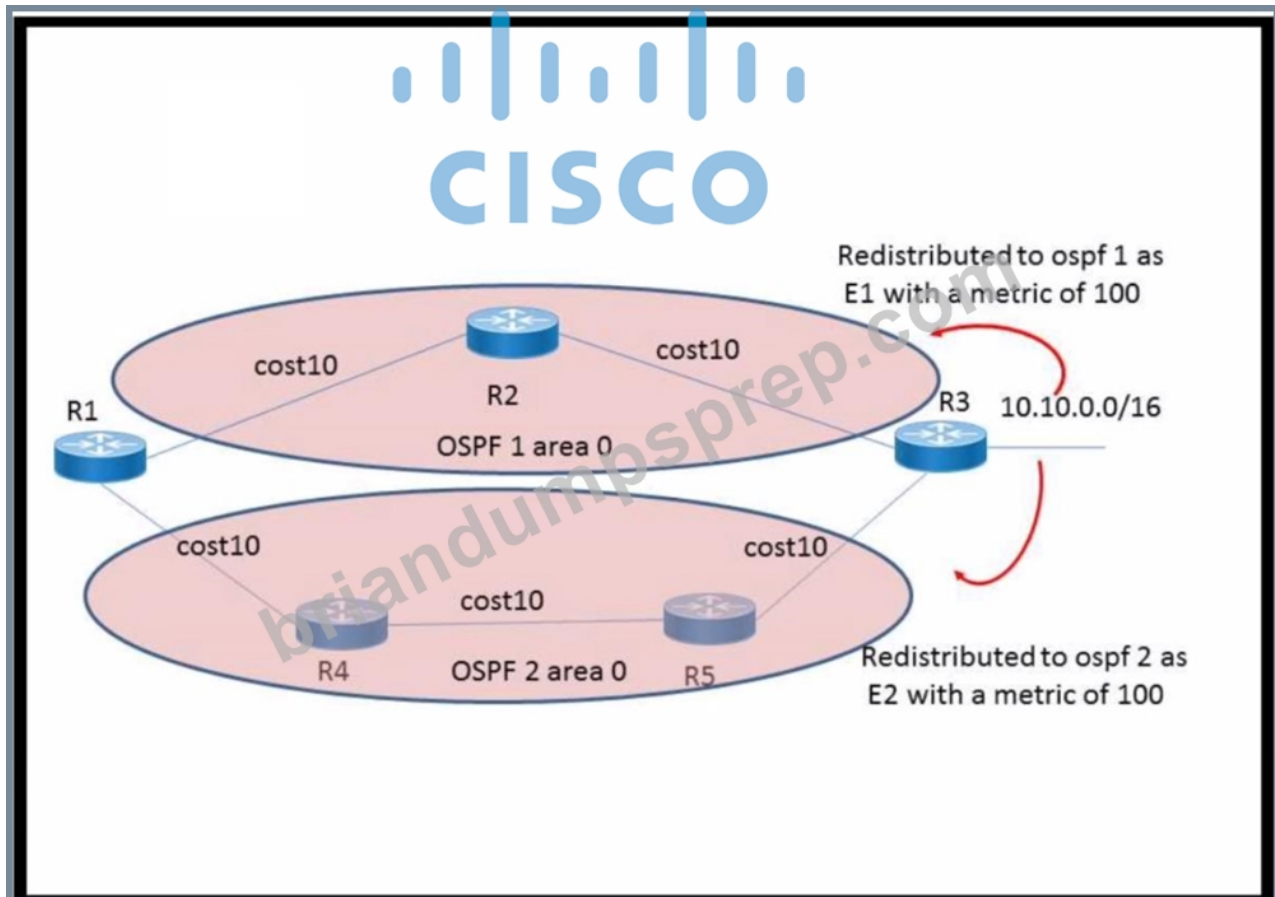 CISCO
Redistributed to ospf 1 as
E1 with a metric of 100
cost10
cost10
R1
R2
R3
10.10.0.0/16
OSPF 1 area 0
briandumpsprep.com
cost10
cost10
cost10
R4
OSPF 2 area 0
R5
Redistributed to ospf 2 as
E2 with a metric of 100